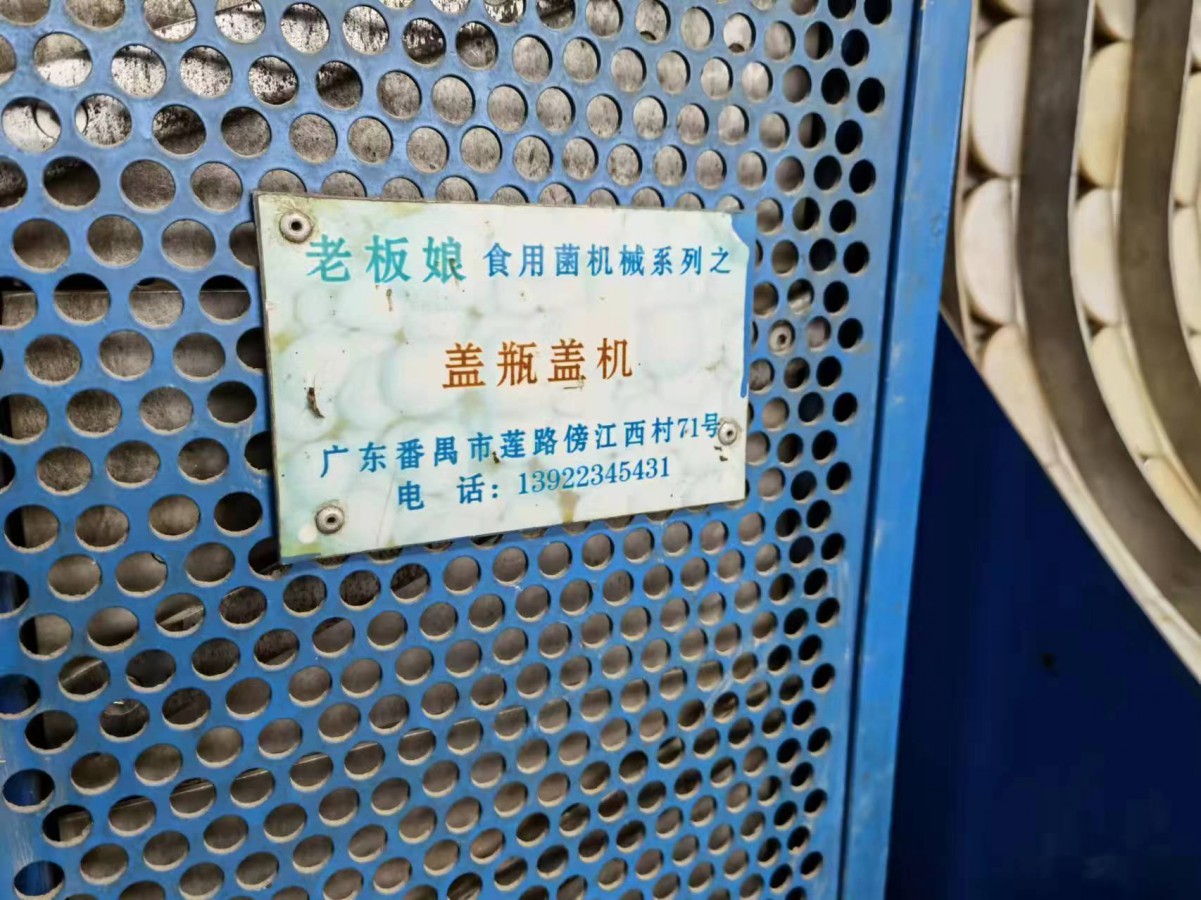 老板娘 食用菌机械系列之
盖瓶盖机
广东番禺市莲路傍江西村71号
电 话：13922345431